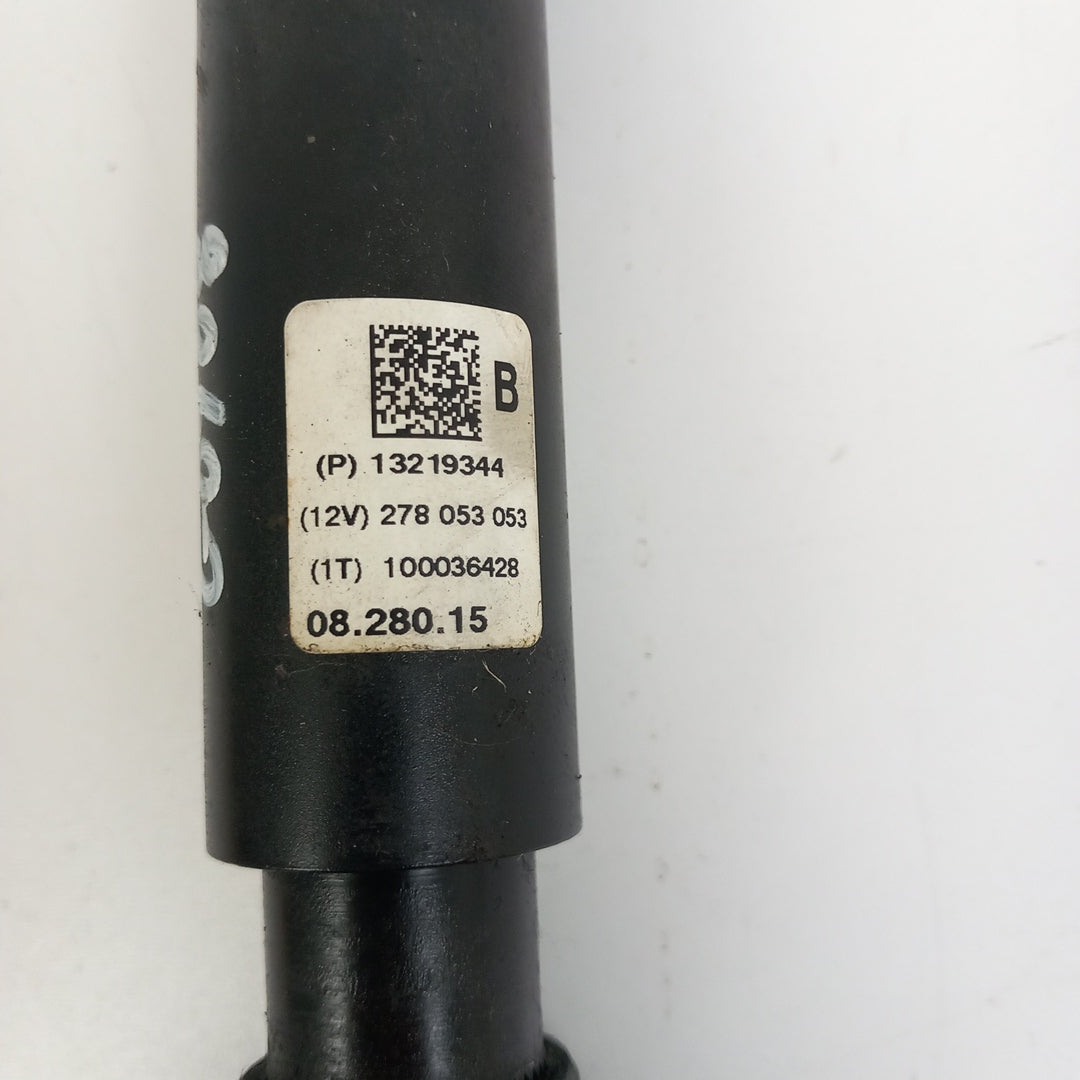 B
(P) 13219344
(12V) 278 053 053
(1T) 100036428
08.280.15